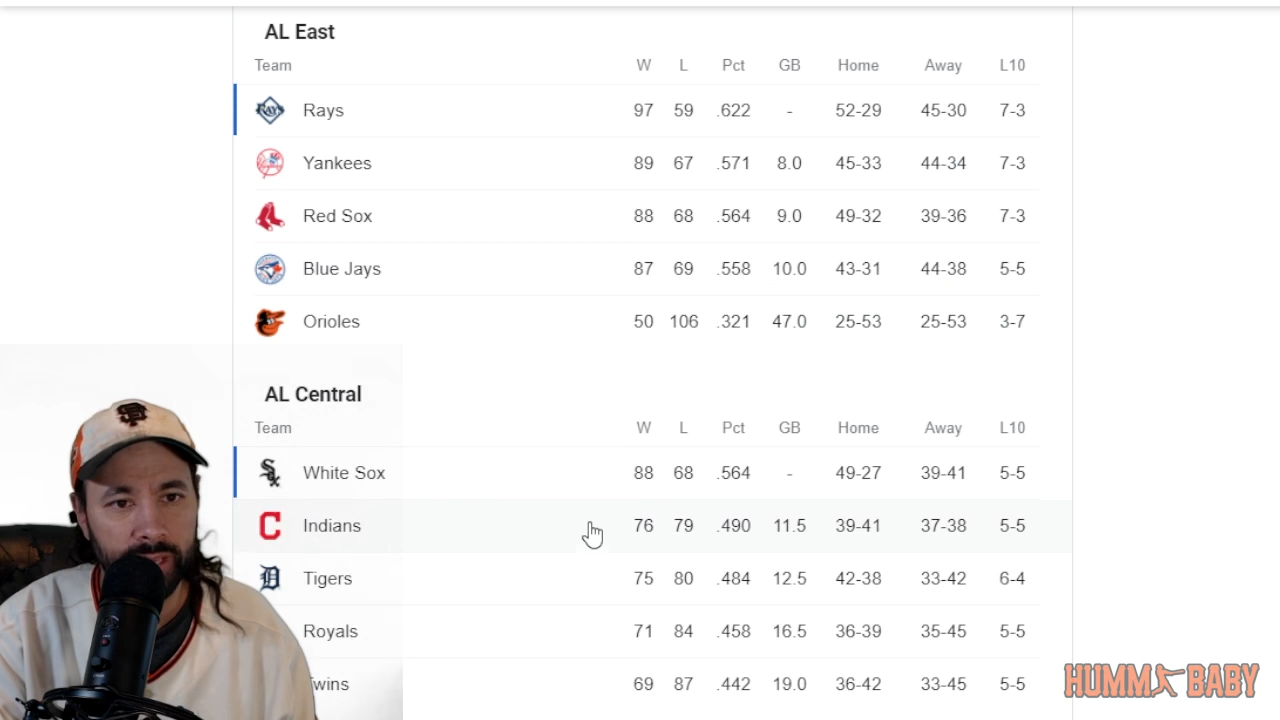 AL East
Team W L Pct GB Home Away L10
Rays 97 59 .622 - 52-29 45-30 7-3
Yankees 89 67 .571 8.0 45-33 44-34 7-3
Red Sox 88 68 .564 9.0 49-32 39-36 7-3
Blue Jays 87 69 .558 10.0 43-31 44-38 5-5
Orioles 50 106 .321 47.0 25-53 25-53 3-7
AL Central
Team W L Pct GB Home Away L10
White Sox 88 68 .564 - 49-27 39-41 5-5
Indians 76 79 .490 11.5 39-41 37-38 5-5
Tigers 75 80 .484 12.5 42-38 33-42 6-4
Royals 71 84 .458 16.5 36-39 35-45 5-5
Twins 69 87 .442 19.0 36-42 33-45 5-5
SF
HUMM BABY